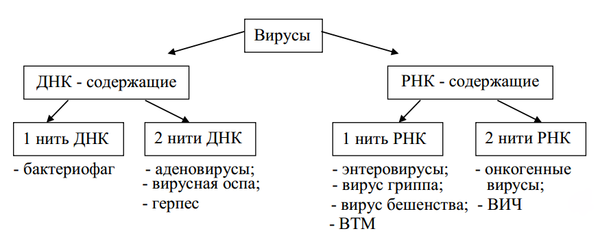 Вирусы
ДНК - содержащие
РНК - содержащие
1 нить ДНК
2 нити ДНК
1 нить РНК
2 нити РНК
- бактериофаг
- аденовирусы;
- вирусная оспа;
- герпес
- энтеровирусы;
- вирус гриппа;
- вирус бешенства;
- ВТМ
- онкогенные
вирусы;
- ВИЧ